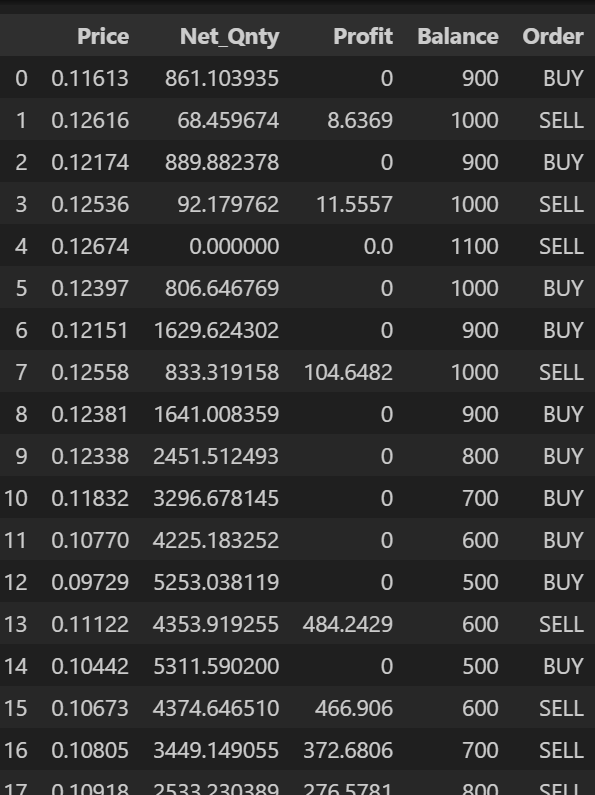 Price Net_Qnty Profit Balance Order
0 0.11613 861.103935 0 900 BUY
1 0.12616 68.459674 8.6369 1000 SELL
2 0.12174 889.882378 0 900 BUY
3 0.12536 92.179762 11.5557 1000 SELL
4 0.12674 0.000000 0.0 1100 SELL
5 0.12397 806.646769 0 1000 BUY
6 0.12151 1629.624302 0 900 BUY
7 0.12558 833.319158 104.6482 1000 SELL
8 0.12381 1641.008359 0 900 BUY
9 0.12338 2451.512493 0 800 BUY
10 0.11832 3296.678145 0 700 BUY
11 0.10770 4225.183252 0 600 BUY
12 0.09729 5253.038119 0 500 BUY
13 0.11122 4353.919255 484.2429 600 SELL
14 0.10442 5311.590200 0 500 BUY
15 0.10673 4374.646510 466.906 600 SELL
16 0.10805 3449.149055 372.6806 700 SELL
17 0.10918 2533.230389 276.5781 800 SELL